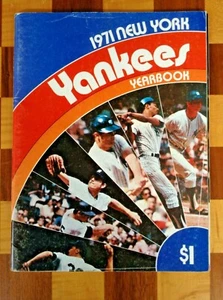 1971 NEW YORK
Yankees
YEARBOOK
$1